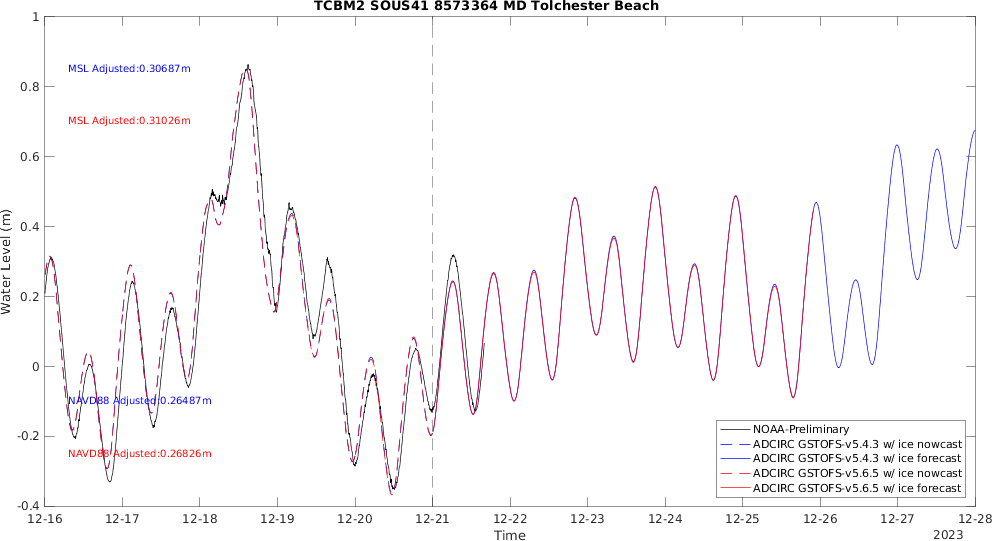 TCBM2 SOUS41 8573364 MD Tolchester Beach
Water Level (m)
1
0.8
0.6
0.4
0.2
0
-0.2
-0.4
MSL Adjusted:0.30687m
MSL Adjusted:0.31026m
NAVD88 Adjusted:0.26487m
NAVD88 Adjusted:0.26826m
NOAA-Preliminary
ADCIRC GSTOFS-v5.4.3 w/ ice nowcast
ADCIRC GSTOFS-v5.4.3 w/ ice forecast
ADCIRC GSTOFS-v5.6.5 w/ ice nowcast
ADCIRC GSTOFS-v5.6.5 w/ ice forecast
12-16 12-17 12-18 12-19 12-20 12-21 12-22 12-23 12-24 12-25 12-26 12-27 12-28
Time
2023